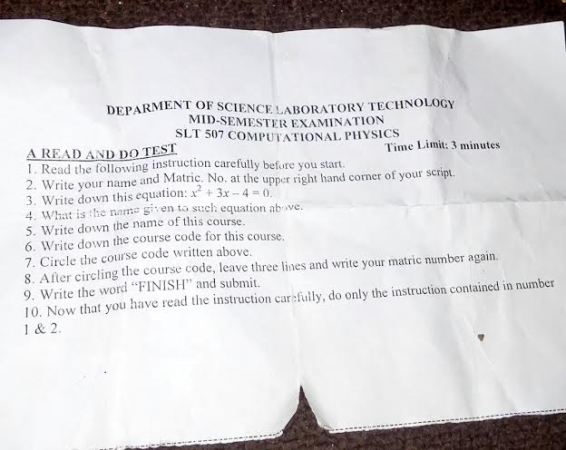 DEPARMENT OF SCIENCE LABORATORY TECHNOLOGY
MID-SEMESTER EXAMINATION
SLT 507 COMPUTATIONAL PHYSICS
A READ AND DO TEST Time Limit: 3 minutes
1. Read the following instruction carefully before you start.
2. Write your name and Matric. No. at the upper right hand corner of your script.
3. Write down this equation: x² + 3x – 4 = 0.
4. What is the name given to such equation above.
5. Write down the name of this course.
6. Write down the course code for this course.
7. Circle the course code written above.
8. After circling the course code, leave three lines and write your matric number again.
9. Write the word “FINISH” and submit.
10. Now that you have read the instruction carefully, do only the instruction contained in number
1 & 2.